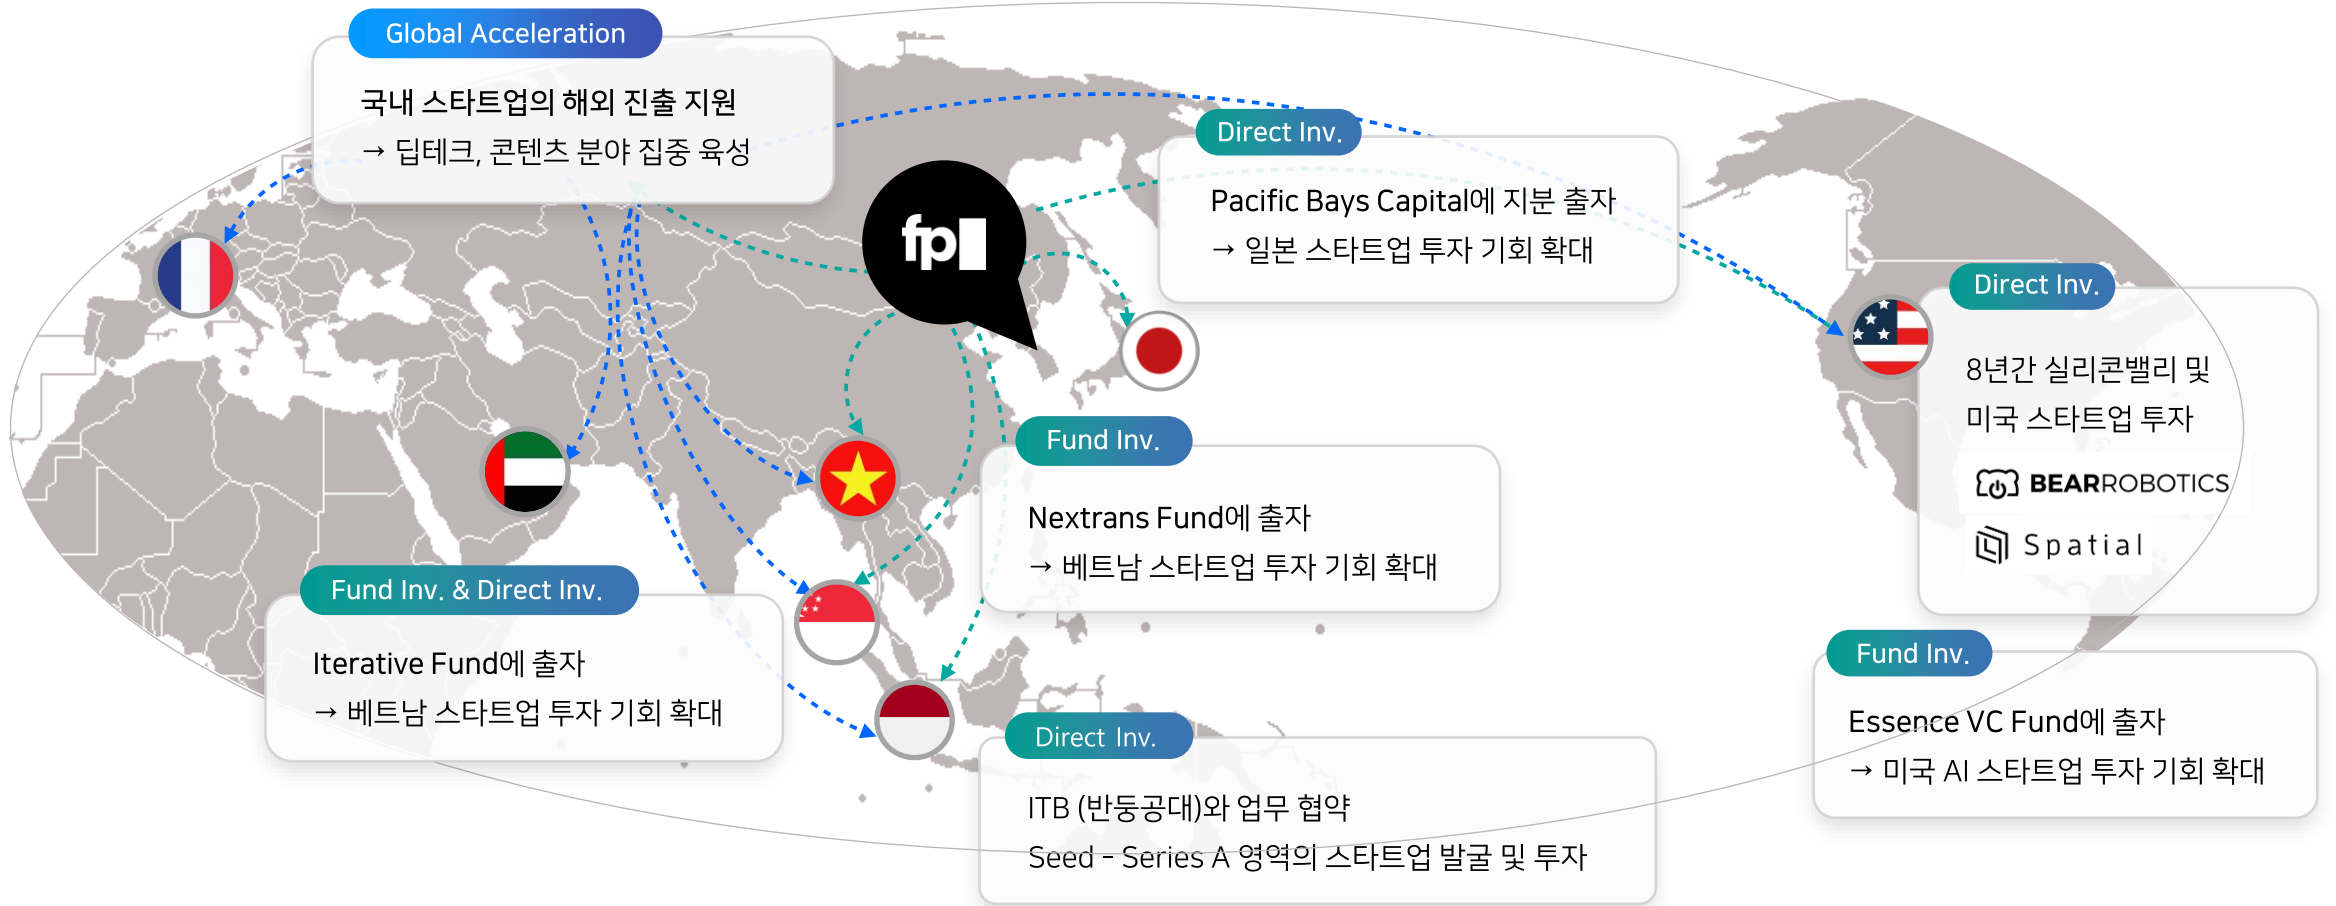 Global Acceleration
국내 스타트업의 해외 진출 지원
→ 딥테크, 콘텐츠 분야 집중 육성
fp
Direct Inv.
Pacific Bays Capital에 지분 출자
→ 일본 스타트업 투자 기회 확대
Direct Inv.
8년간 실리콘밸리 및
미국 스타트업 투자
BEARROBOTICS
Spatial
Fund Inv.
Nextrans Fund에 출자
→ 베트남 스타트업 투자 기회 확대
Fund Inv. & Direct Inv.
Iterative Fund에 출자
→ 베트남 스타트업 투자 기회 확대
Fund Inv.
Essence VC Fund에 출자
→ 미국 AI 스타트업 투자 기회 확대
Direct Inv.
ITB (반둥공대)와 업무 협약
Seed - Series A 영역의 스타트업 발굴 및 투자